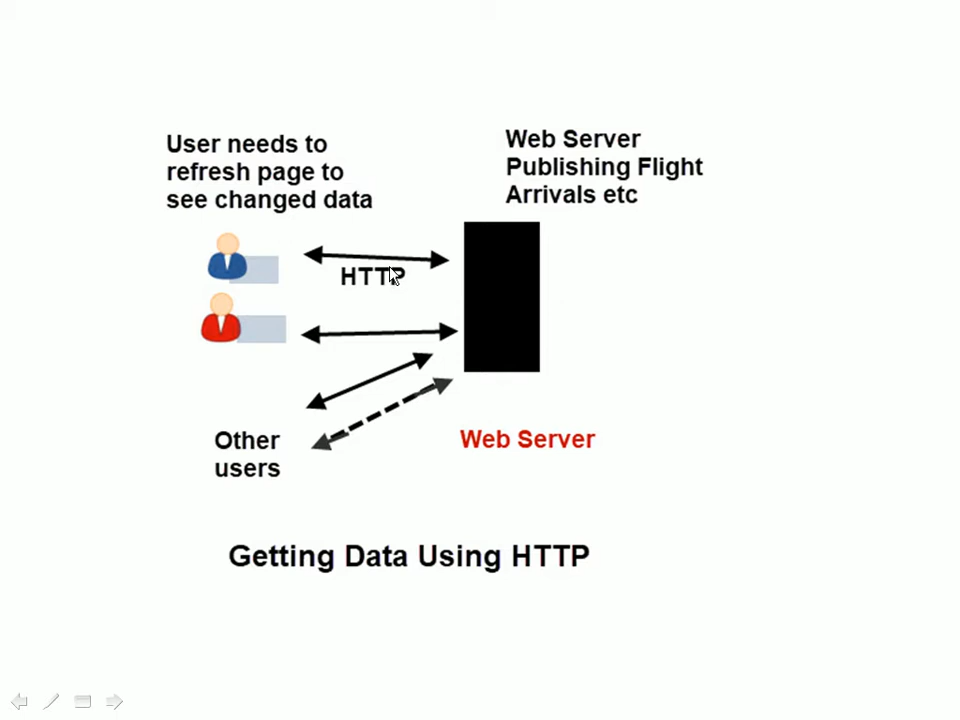 User needs to
refresh page to
see changed data
Web Server
Publishing Flight
Arrivals etc
HTTP
Other
users
Web Server
Getting Data Using HTTP